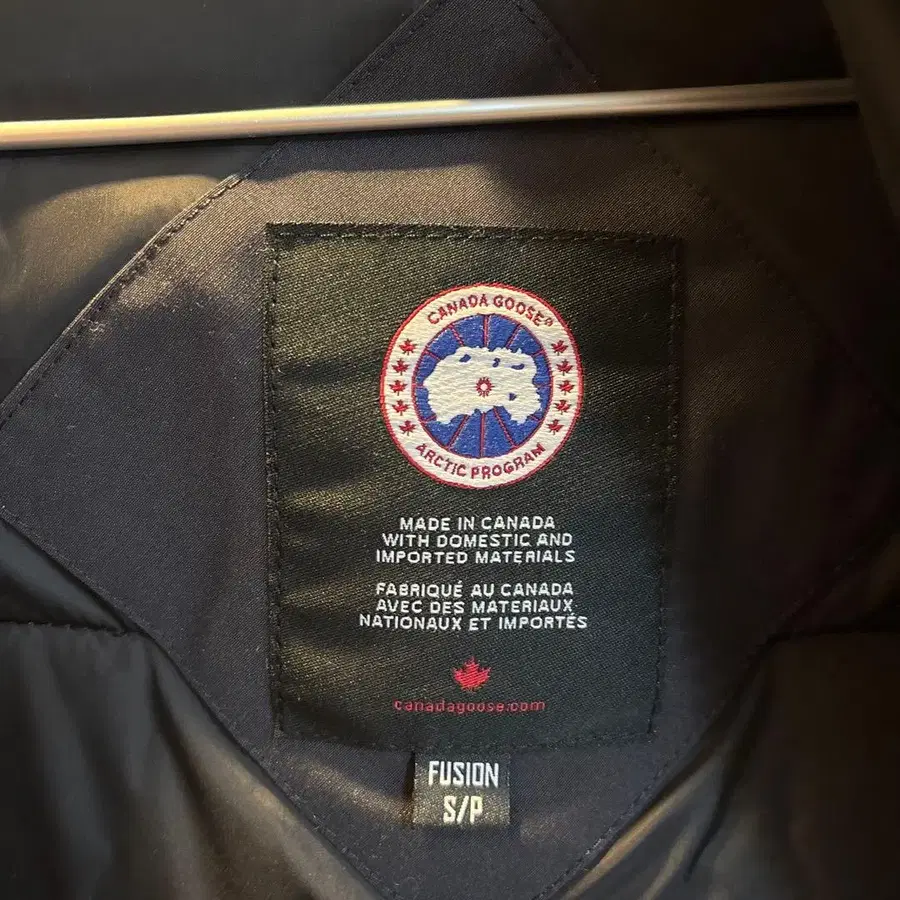 CANADA GOOSE®
ARCTIC PROGRAM
MADE IN CANADA
WITH DOMESTIC AND
IMPORTED MATERIALS
FABRIQUÉ AU CANADA
AVEC DES MATERIAUX
NATIONAUX ET IMPORTÉS
canadagoose.com
FUSION
S/P